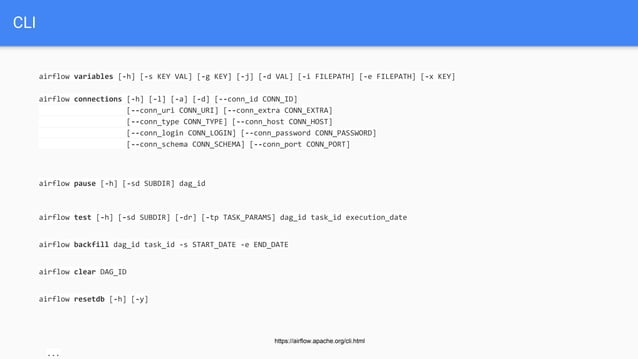 CLI
airflow variables [-h] [-s KEY VAL] [-g KEY] [-j] [-d VAL] [-i FILEPATH] [-e FILEPATH] [-x KEY]
airflow connections [-h] [-l] [-a] [-d] [--conn_id CONN_ID]
[--conn_uri CONN_URI] [--conn_extra CONN_EXTRA]
[--conn_type CONN_TYPE] [--conn_host CONN_HOST]
[--conn_login CONN_LOGIN] [--conn_password CONN_PASSWORD]
[--conn_schema CONN_SCHEMA] [--conn_port CONN_PORT]
airflow pause [-h] [-sd SUBDIR] dag_id
airflow test [-h] [-sd SUBDIR] [-dr] [-tp TASK_PARAMS] dag_id task_id execution_date
airflow backfill dag_id task_id -s START_DATE -e END_DATE
airflow clear DAG_ID
airflow resetdb [-h] [-y]
https://airflow.apache.org/cli.html
...